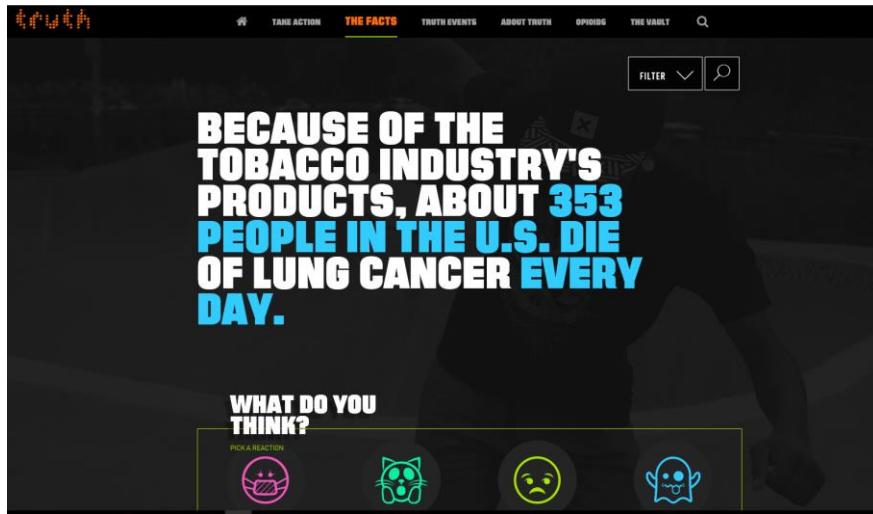 truth
TAKE ACTION THE FACTS TRUTH EVENTS ABOUT TRUTH OPIOIDS THE VAULT
FILTER
BECAUSE OF THE
TOBACCO INDUSTRY'S
PRODUCTS, ABOUT 353
PEOPLE IN THE U.S. DIE
OF LUNG CANCER EVERY
DAY.
WHAT DO YOU
THINK?
PICK A REACTION